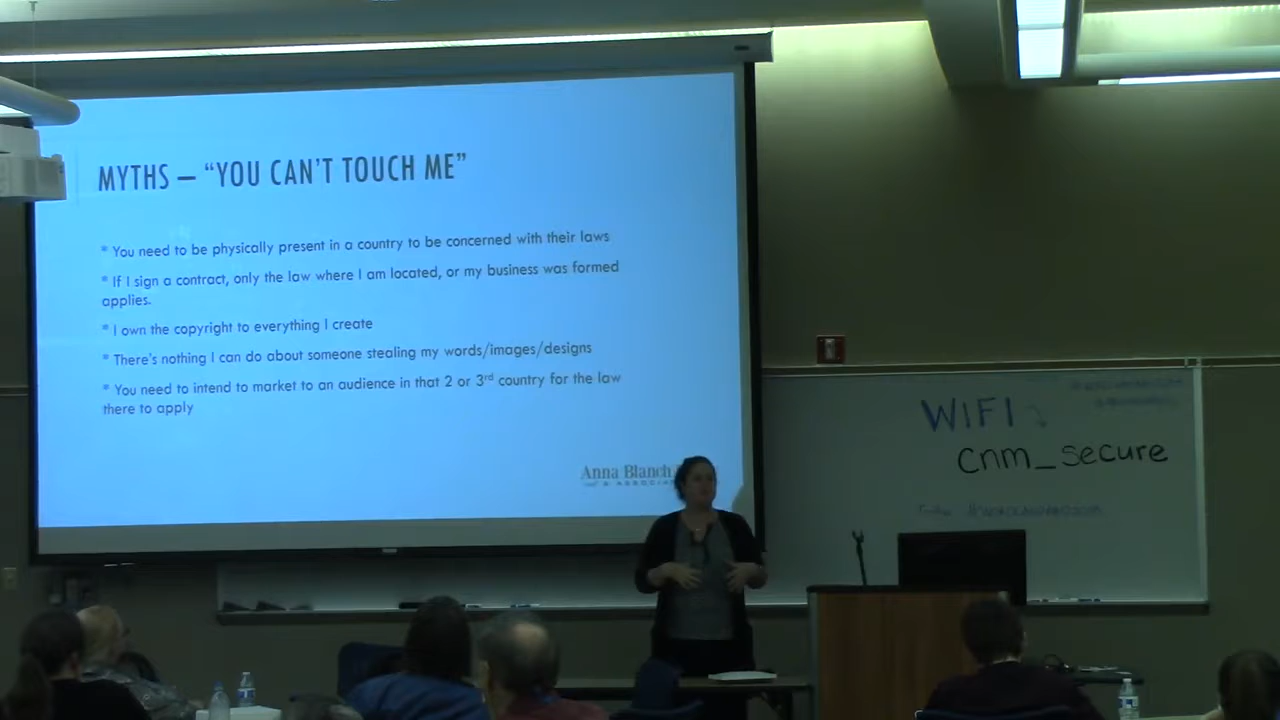 MYTHS – “YOU CAN’T TOUCH ME”
* You need to be physically present in a country to be concerned with their laws
* If I sign a contract, only the law where I am located, or my business was formed
applies.
* I own the copyright to everything I create
* There’s nothing I can do about someone stealing my words/images/designs
* You need to intend to market to an audience in that 2 or 3rd country for the law
there to apply
Anna Blanch
& ASSOCIA
WIFI
cnm_secure